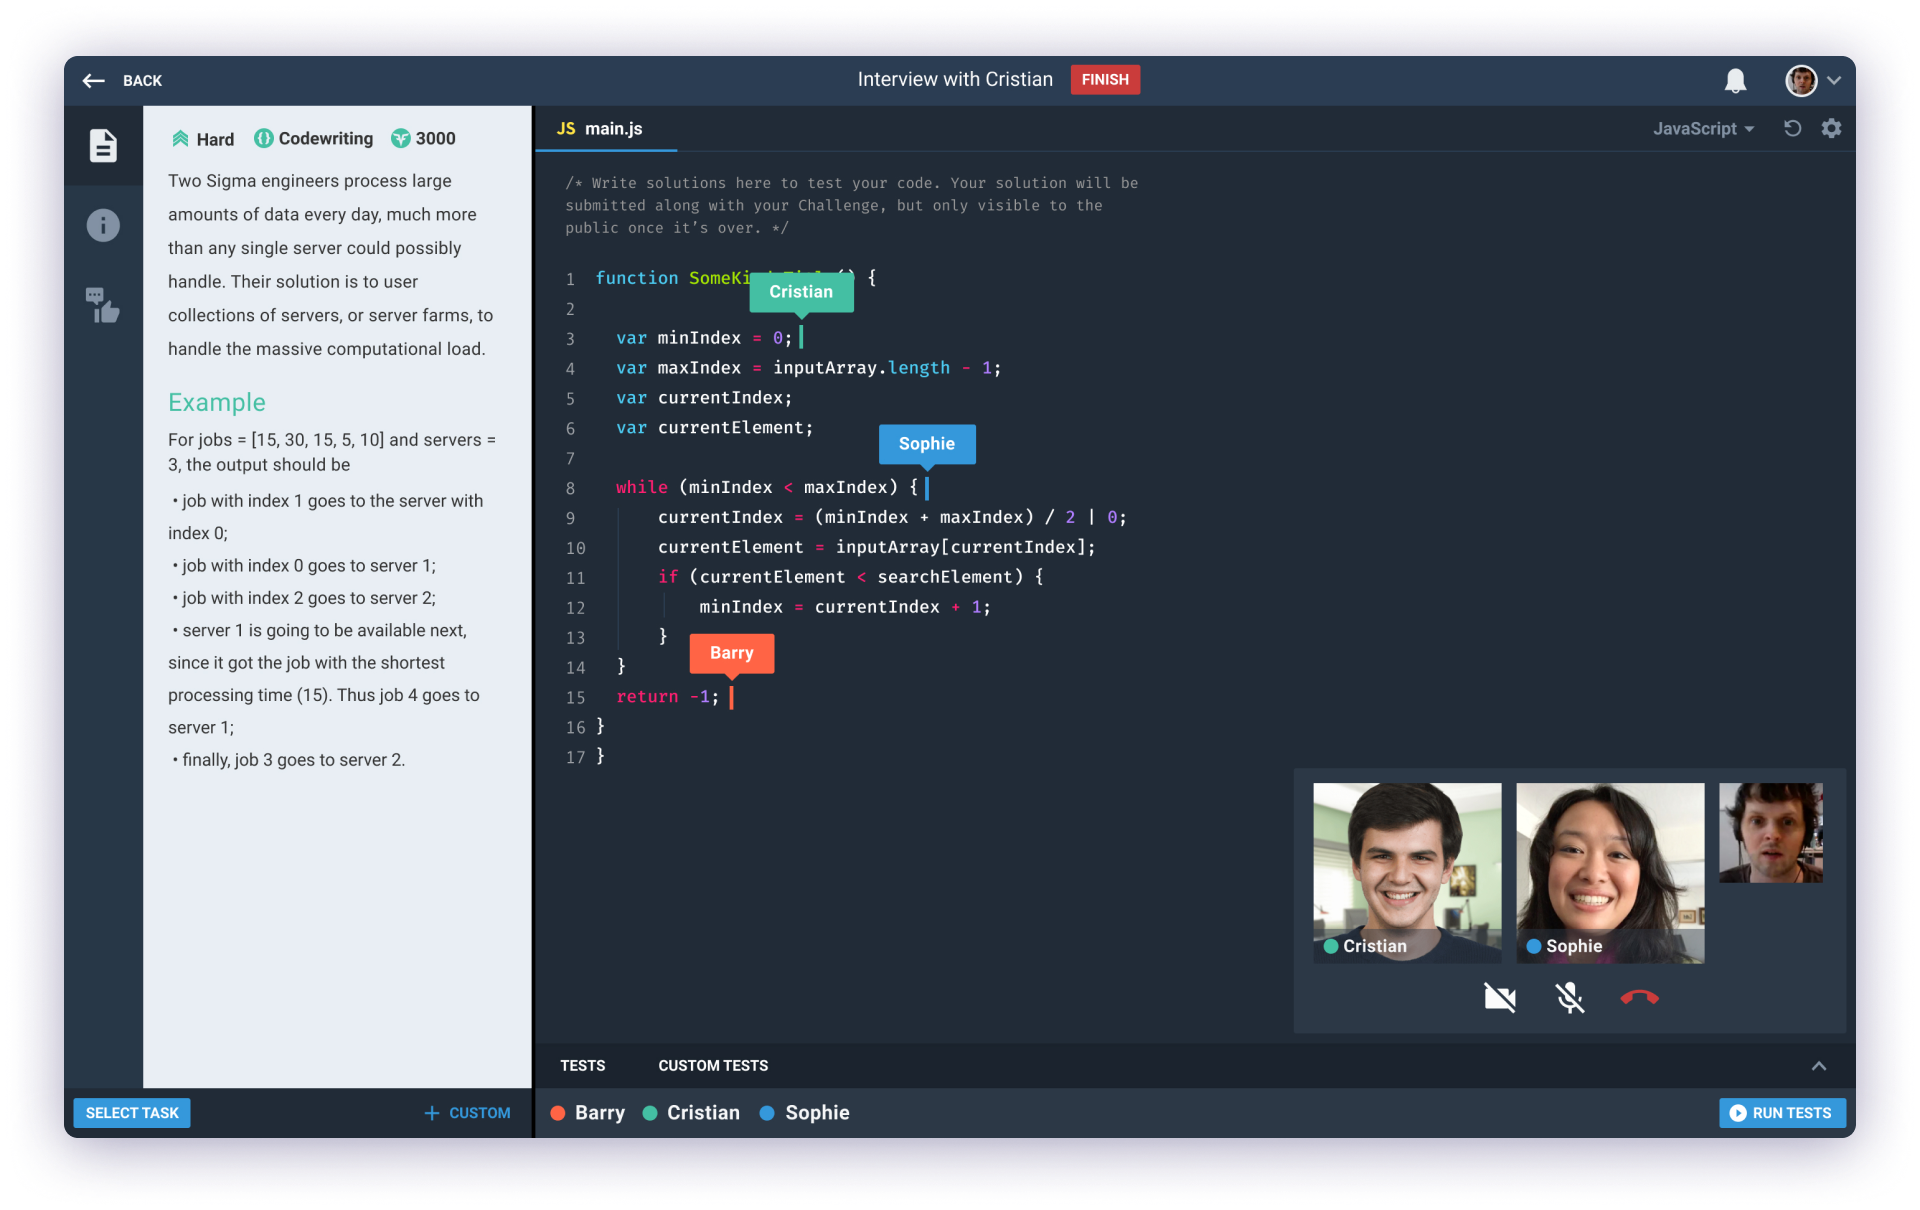 BACK
Interview with Cristian
FINISH
Hard
Codewriting
3000
Two Sigma engineers process large
amounts of data every day, much more
than any single server could possibly
handle. Their solution is to user
collections of servers, or server farms, to
handle the massive computational load.
Example
For jobs = [15, 30, 15, 5, 10] and servers =
3, the output should be
• job with index 1 goes to the server with
index 0;
• job with index 0 goes to server 1;
• job with index 2 goes to server 2;
• server 1 is going to be available next,
since it got the job with the shortest
processing time (15). Thus job 4 goes to
server 1;
• finally, job 3 goes to server 2.
SELECT TASK
+ CUSTOM
JS main.js
JavaScript
/* Write solutions here to test your code. Your solution will be
submitted along with your Challenge, but only visible to the
public once it's over. */
1 function SomeKi () {
Cristian
2
3 var minIndex = 0;
4 var maxIndex = inputArray.length - 1;
5 var currentIndex;
6 var currentElement;
Sophie
7
8 while (minIndex < maxIndex) {
9 currentIndex = (minIndex + maxIndex) / 2 | 0;
10 currentElement = inputArray[currentIndex];
11 if (currentElement < searchElement) {
12 minIndex = currentIndex + 1;
13 }
Barry
14 }
15 return -1;
16 }
17 }
Cristian
Sophie
TESTS
CUSTOM TESTS
Barry
Cristian
Sophie
RUN TESTS